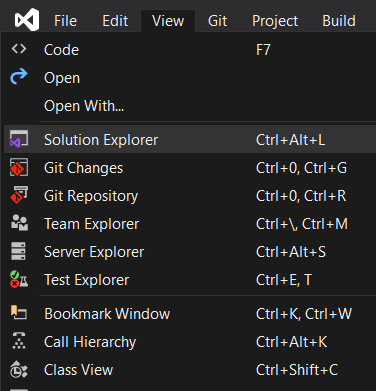 File Edit View Git Project Build
Code F7
Open
Open With...
Solution Explorer Ctrl+Alt+L
Git Changes Ctrl+0, Ctrl+G
Git Repository Ctrl+0, Ctrl+R
Team Explorer Ctrl+\, Ctrl+M
Server Explorer Ctrl+Alt+S
Test Explorer Ctrl+E, T
Bookmark Window Ctrl+K, Ctrl+W
Call Hierarchy Ctrl+Alt+K
Class View Ctrl+Shift+C